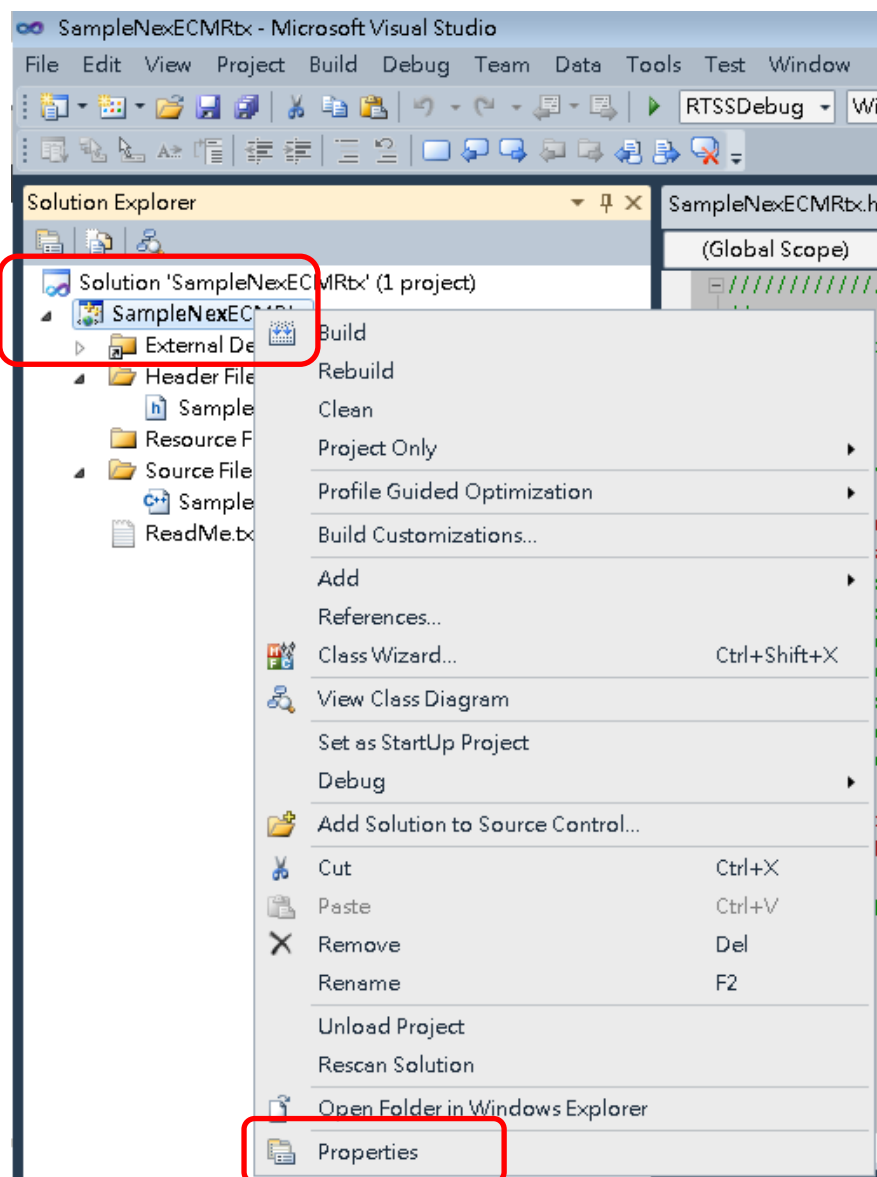 SampleNexECMRtx - Microsoft Visual Studio
File Edit View Project Build Debug Team Data Tools Test Window
RTSSDebug Wi
Solution Explorer
SampleNexECMRtx.h
(Global Scope)
Solution 'SampleNexECMRtx' (1 project)
////////////
SampleNexECMRt
External De
Header File
Sample
Resource F
Source File
Sample
ReadMe.tx
Build
Rebuild
Clean
Project Only
Profile Guided Optimization
Build Customizations...
Add
References...
Class Wizard... Ctrl+Shift+X
View Class Diagram
Set as StartUp Project
Debug
Add Solution to Source Control...
Cut Ctrl+X
Paste Ctrl+V
Remove Del
Rename F2
Unload Project
Rescan Solution
Open Folder in Windows Explorer
Properties